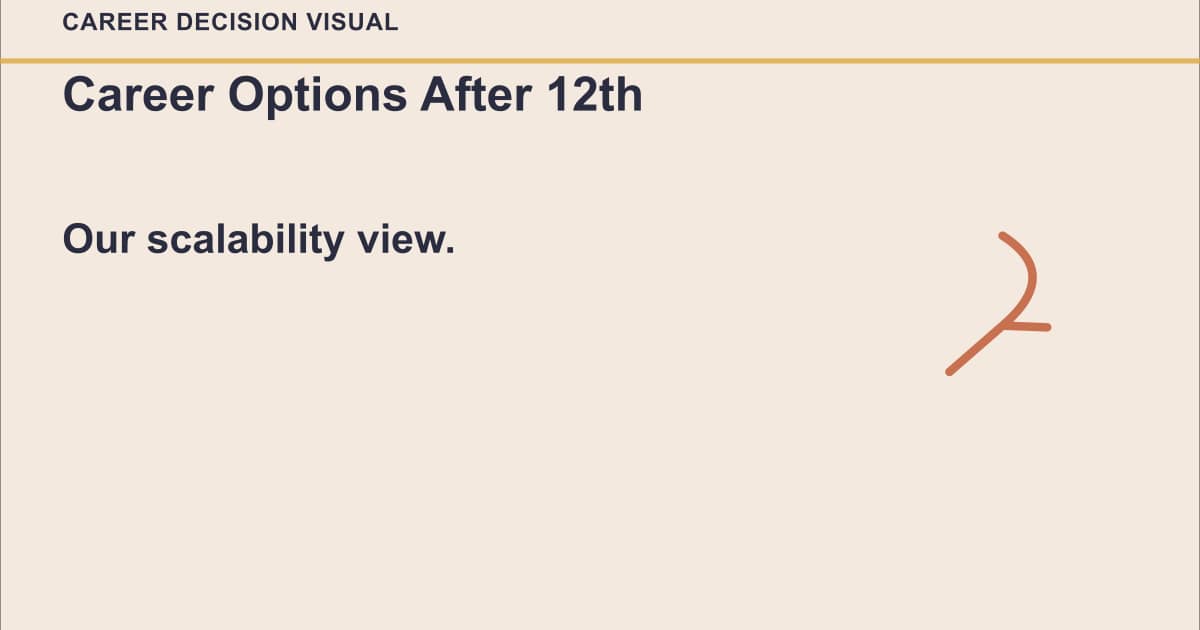 CAREER DECISION VISUAL
Career Options After 12th
Our scalability view.